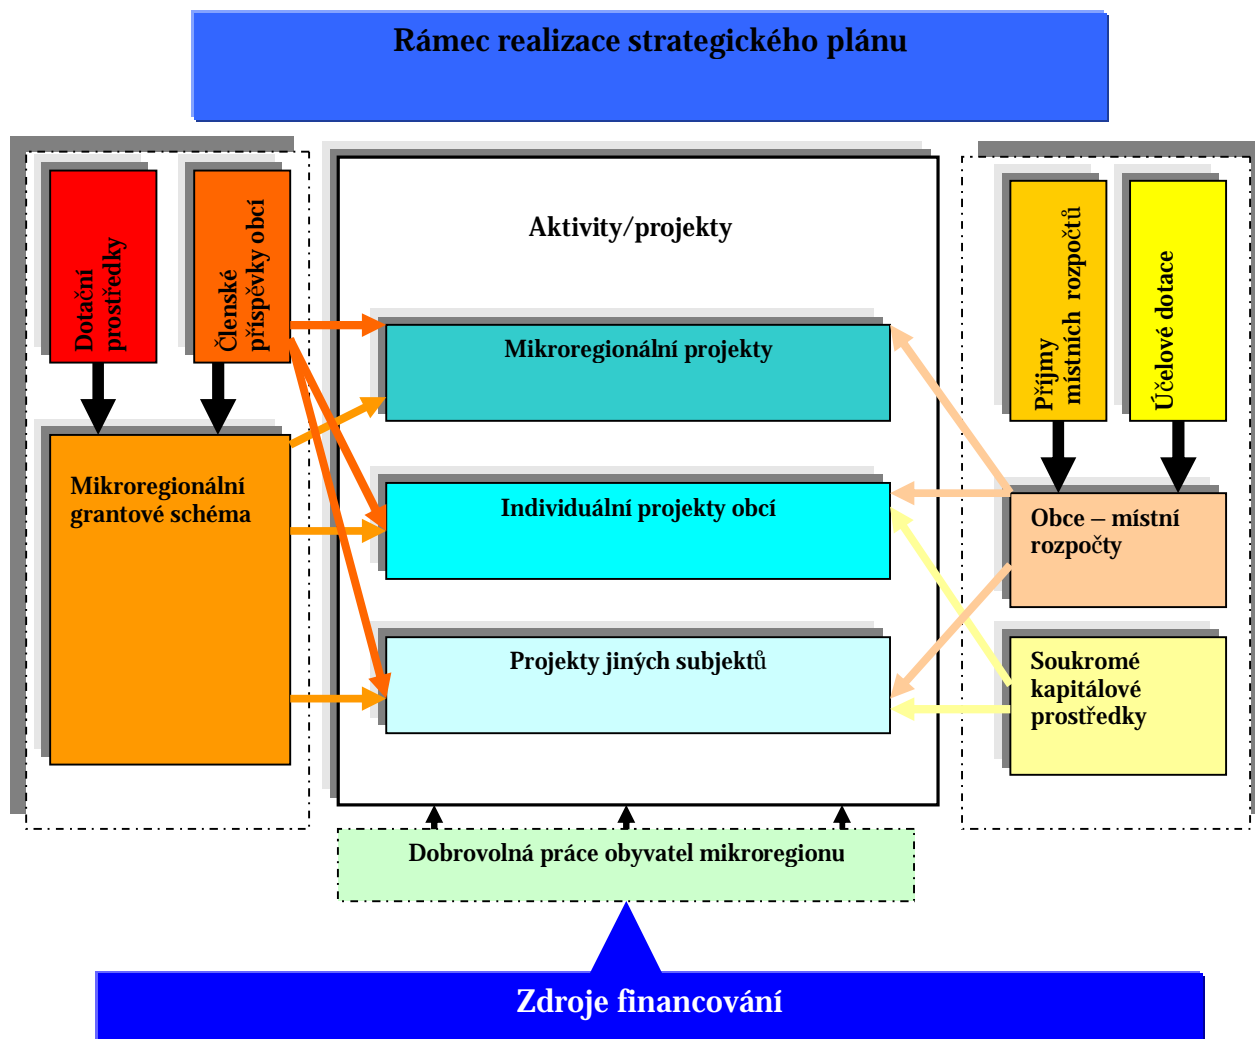 Rámec realizace strategického plánu
Dotační
prostředky
Členské
příspěvky obcí
Aktivity/projekty
Příjmy
místních rozpočtů
Účelové dotace
Mikroregionální projekty
Mikroregionální
grantové schéma
Individuální projekty obcí
Obce – místní
rozpočty
Projekty jiných subjektů
Soukromé
kapitálové
prostředky
Dobrovolná práce obyvatel mikroregionu
Zdroje financování